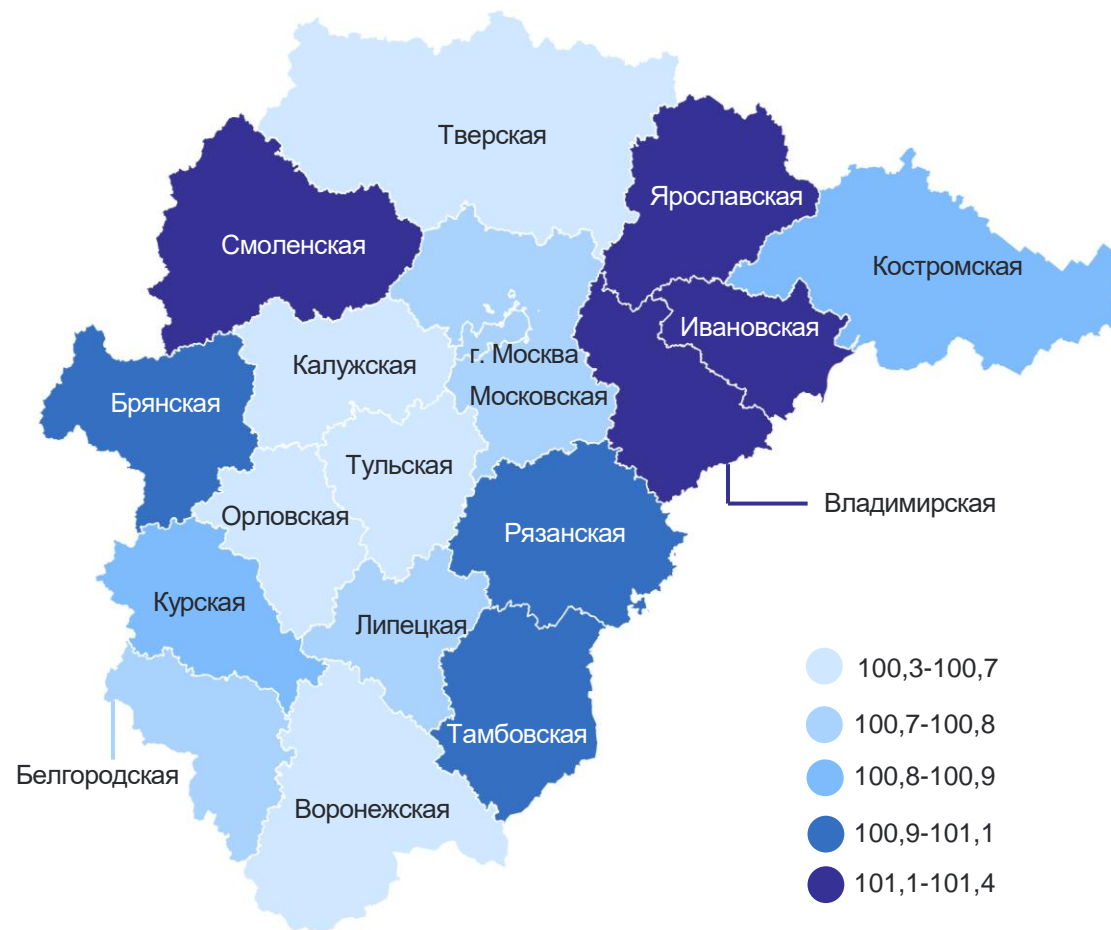 Тверская
Ярославская
Смоленская
Костромская
Ивановская
г. Москва
Калужская
Московская
Брянская
Тульская
Владимирская
Орловская
Рязанская
Курская
Липецкая
100,3-100,7
100,7-100,8
Тамбовская
Белгородская
100,8-100,9
Воронежская
100,9-101,1
101,1-101,4